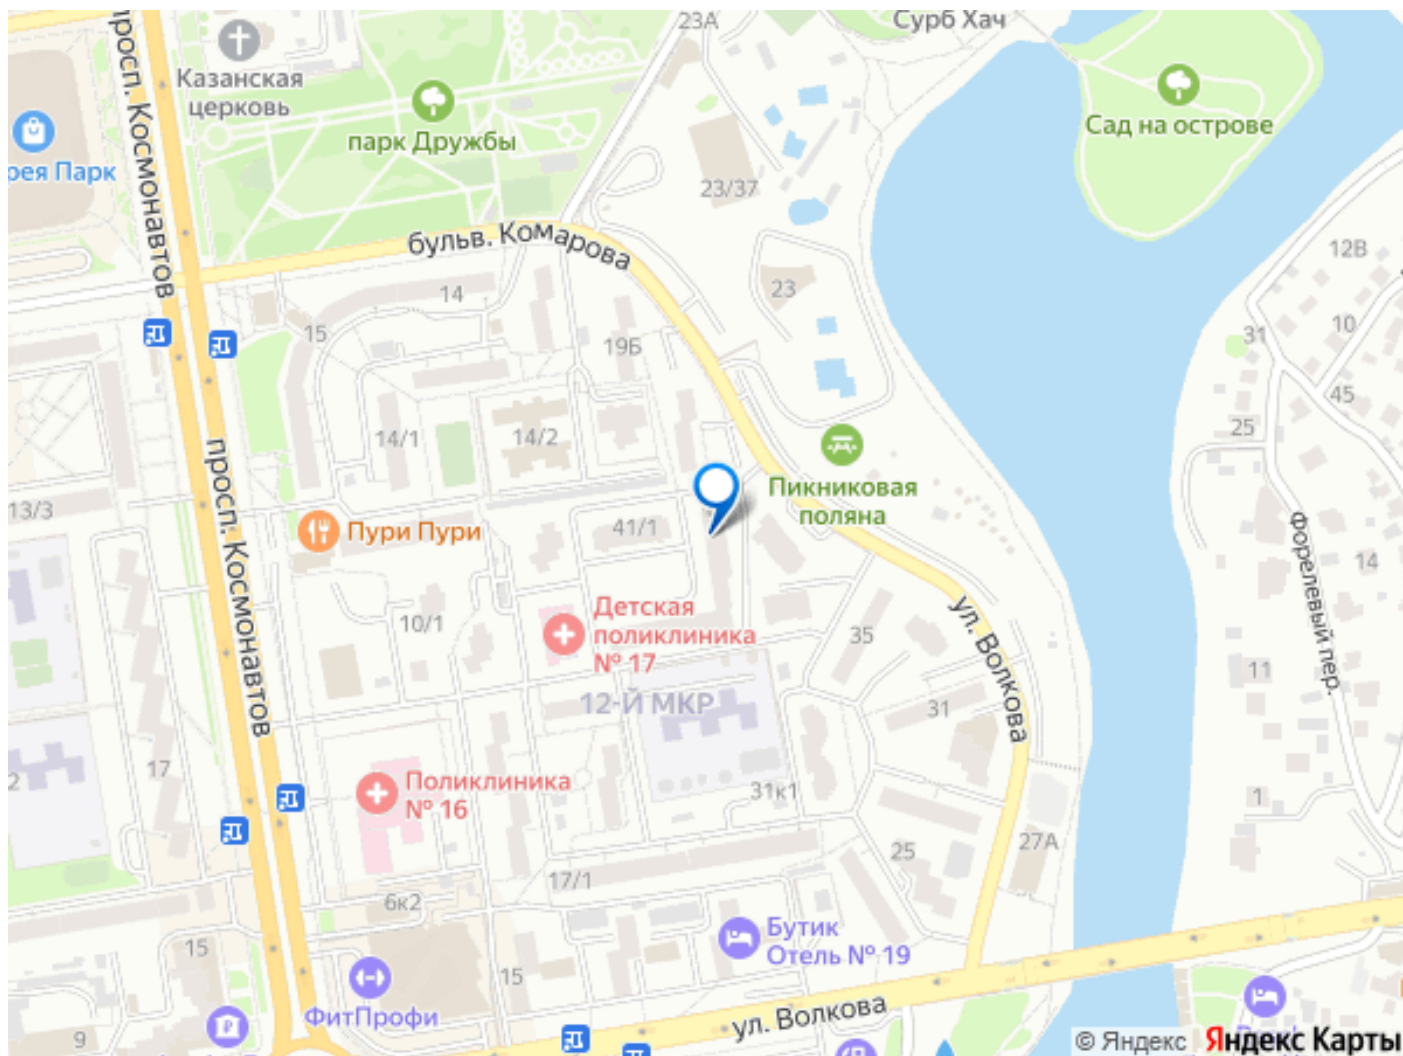 просп. Космонавтов
Казанская
церковь
парк Дружбы
рея Парк
23А
Сурб Хач
Сад на острове
23/37
бульв. Комарова
12В
14
23
10
15
31
19Б
45
25
14/1
14/2
просп. Космонавтов
Пикниковая
поляна
13/3
Пури Пури
41/1
Форелевый пер.
14
Детская
поликлиника
№ 17
10/1
35
ул. Волкова
11
12-Й МКР
31
17
2
Поликлиника
№ 16
31к1
1
27А
25
17/1
6к2
15
Бутик
Отель № 19
15
ФитПрофи
9
ул. Волкова
© Яндекс Яндекс Карты